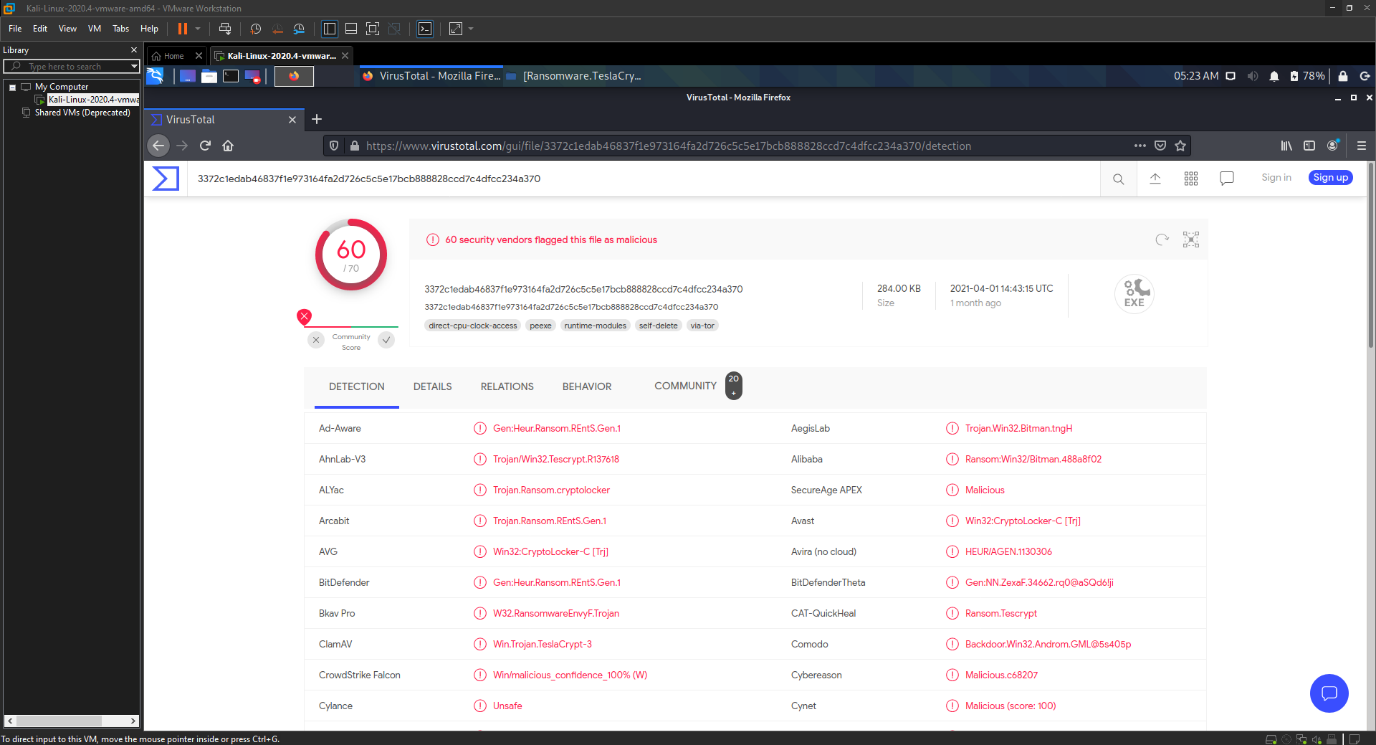 Kali-Linux-2020.4-vmware-amd64 - VMware Workstation
File Edit View VM Tabs Help
Library
Type here to search
My Computer
Kali-Linux-2020.4-vmwa
Shared VMs (Deprecated)
Home Kali-Linux-2020.4-vmwar...
VirusTotal - Mozilla Fire... [Ransomware.TeslaCry... 05:23 AM 78%
VirusTotal - Mozilla Firefox
VirusTotal
https://www.virustotal.com/gui/file/3372c1edab46837f1e973164fa2d726c5c5e17bcb888828ccd7c4dfcc234a370/detection
3372c1edab46837f1e973164fa2d726c5c5e17bcb888828ccd7c4dfcc234a370 Sign in Sign up
60
/ 70
60 security vendors flagged this file as malicious
3372c1edab46837f1e973164fa2d726c5c5e17bcb888828ccd7c4dfcc234a370
3372c1edab46837f1e973164fa2d726c5c5e17bcb888828ccd7c4dfcc234a370
direct-cpu-clock-access peexe runtime-modules self-delete via-tor
284.00 KB
Size
2021-04-01 14:43:15 UTC
1 month ago
EXE
Community
Score
DETECTION DETAILS RELATIONS BEHAVIOR COMMUNITY 20
+
Ad-Aware Gen:Heur.Ransom.REntS.Gen.1 AegisLab Trojan.Win32.Bitman.tngH
AhnLab-V3 Trojan/Win32.Tescrypt.R137618 Alibaba Ransom:Win32/Bitman.488a8f02
ALYac Trojan.Ransom.cryptolocker SecureAge APEX Malicious
Arcabit Trojan.Ransom.REntS.Gen.1 Avast Win32:CryptoLocker-C [Trj]
AVG Win32:CryptoLocker-C [Trj] Avira (no cloud) HEUR/AGEN.1130306
BitDefender Gen:Heur.Ransom.REntS.Gen.1 BitDefenderTheta Gen:NN.ZexaF.34662.rq0@aSQd6!ji
Bkav Pro W32.RansomwareEnvyF.Trojan CAT-QuickHeal Ransom.Tescrypt
ClamAV Win.Trojan.TeslaCrypt-3 Comodo Backdoor.Win32.Androm.GML@5s405p
CrowdStrike Falcon Win/malicious_confidence_100% (W) Cybereason Malicious.c68207
Cylance Unsafe Cynet Malicious (score: 100)
To direct input to this VM, move the mouse pointer inside or press Ctrl+G.